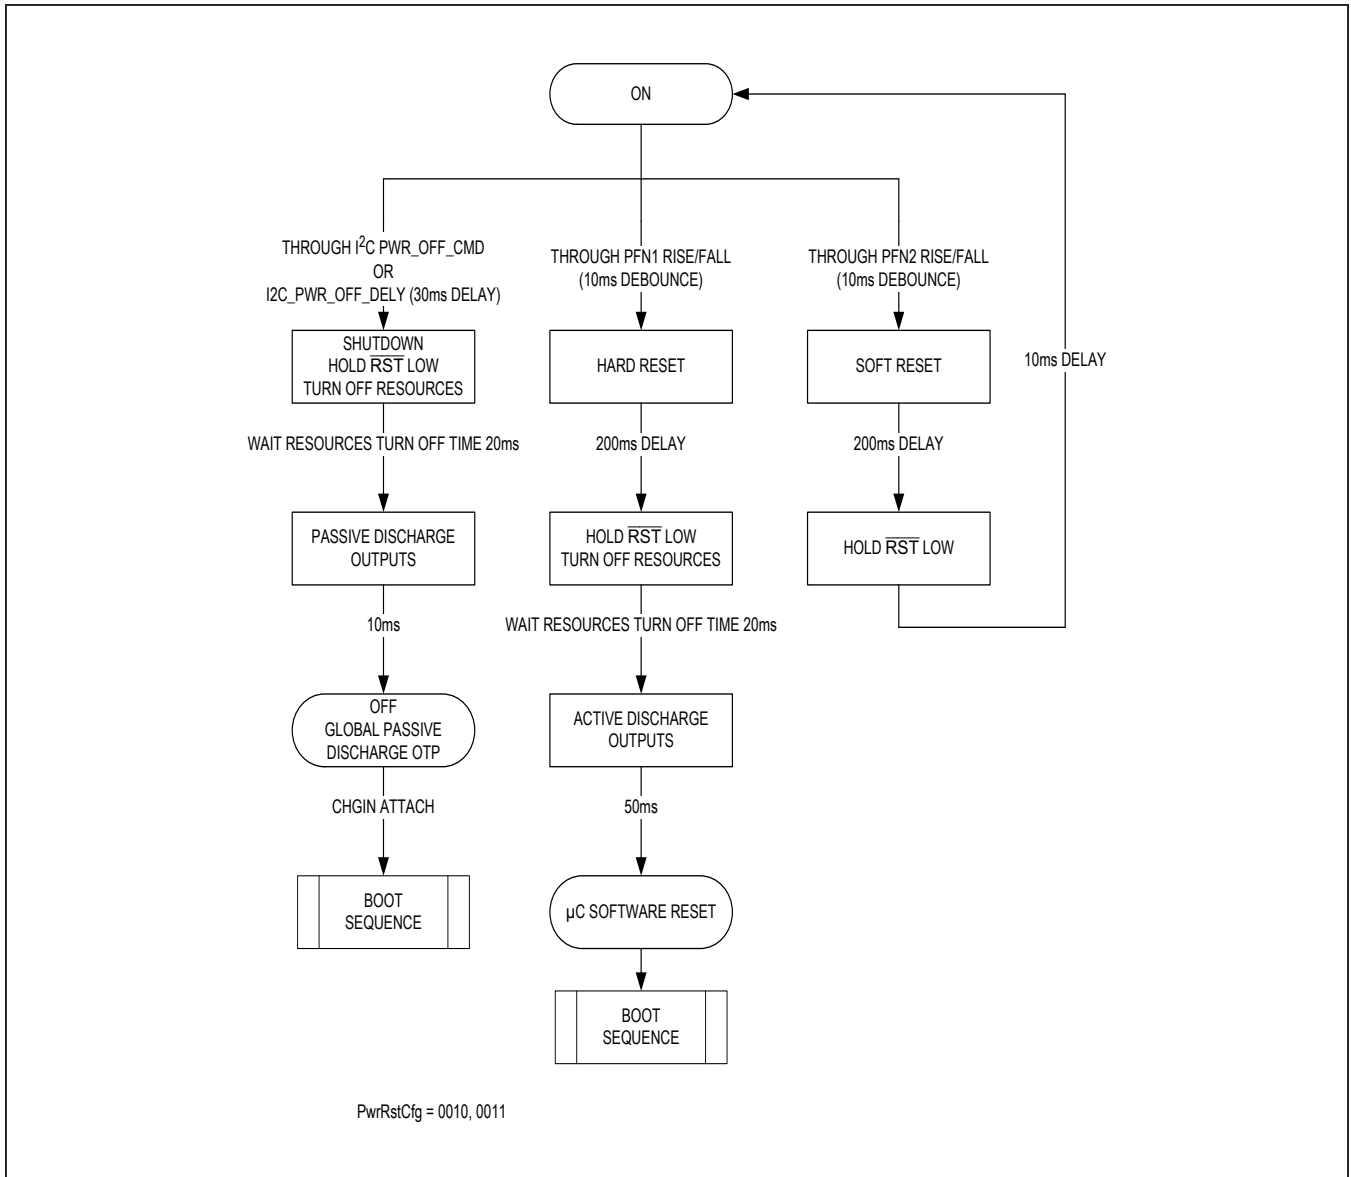 ON
THROUGH I²C PWR_OFF_CMD
OR
I2C_PWR_OFF_DELY (30ms DELAY)
THROUGH PFN1 RISE/FALL
(10ms DEBOUNCE)
THROUGH PFN2 RISE/FALL
(10ms DEBOUNCE)
SHUTDOWN
HOLD R̅S̅T̅ LOW
TURN OFF RESOURCES
HARD RESET
SOFT RESET
10ms DELAY
WAIT RESOURCES TURN OFF TIME 20ms
200ms DELAY
200ms DELAY
PASSIVE DISCHARGE
OUTPUTS
HOLD R̅S̅T̅ LOW
TURN OFF RESOURCES
HOLD R̅S̅T̅ LOW
10ms
WAIT RESOURCES TURN OFF TIME 20ms
OFF
GLOBAL PASSIVE
DISCHARGE OTP
ACTIVE DISCHARGE
OUTPUTS
CHGIN ATTACH
50ms
BOOT
SEQUENCE
µC SOFTWARE RESET
BOOT
SEQUENCE
PwrRstCfg = 0010, 0011